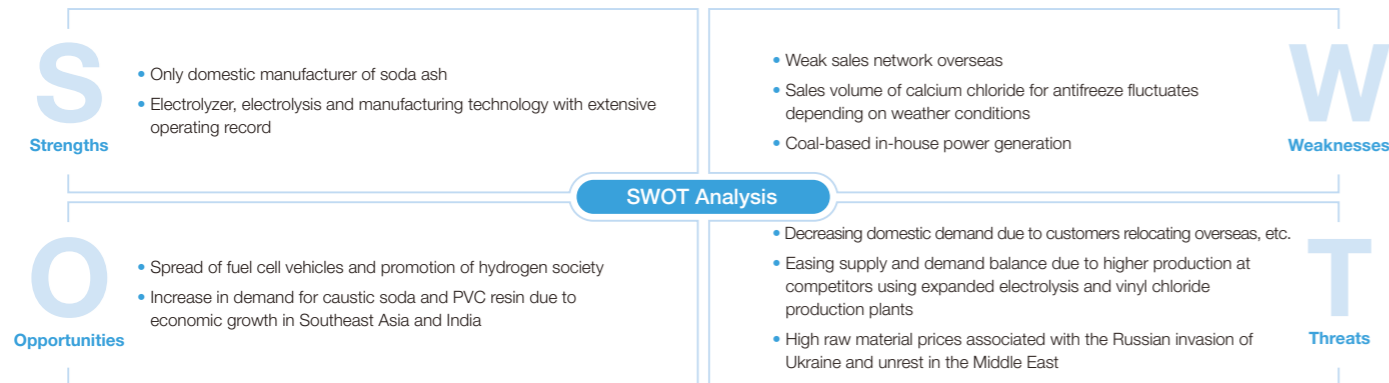 S
Strengths
• Only domestic manufacturer of soda ash
• Electrolyzer, electrolysis and manufacturing technology with extensive
operating record
W
Weaknesses
• Weak sales network overseas
• Sales volume of calcium chloride for antifreeze fluctuates
depending on weather conditions
• Coal-based in-house power generation
SWOT Analysis
O
Opportunities
• Spread of fuel cell vehicles and promotion of hydrogen society
• Increase in demand for caustic soda and PVC resin due to
economic growth in Southeast Asia and India
T
Threats
• Decreasing domestic demand due to customers relocating overseas, etc.
• Easing supply and demand balance due to higher production at
competitors using expanded electrolysis and vinyl chloride
production plants
• High raw material prices associated with the Russian invasion of
Ukraine and unrest in the Middle East